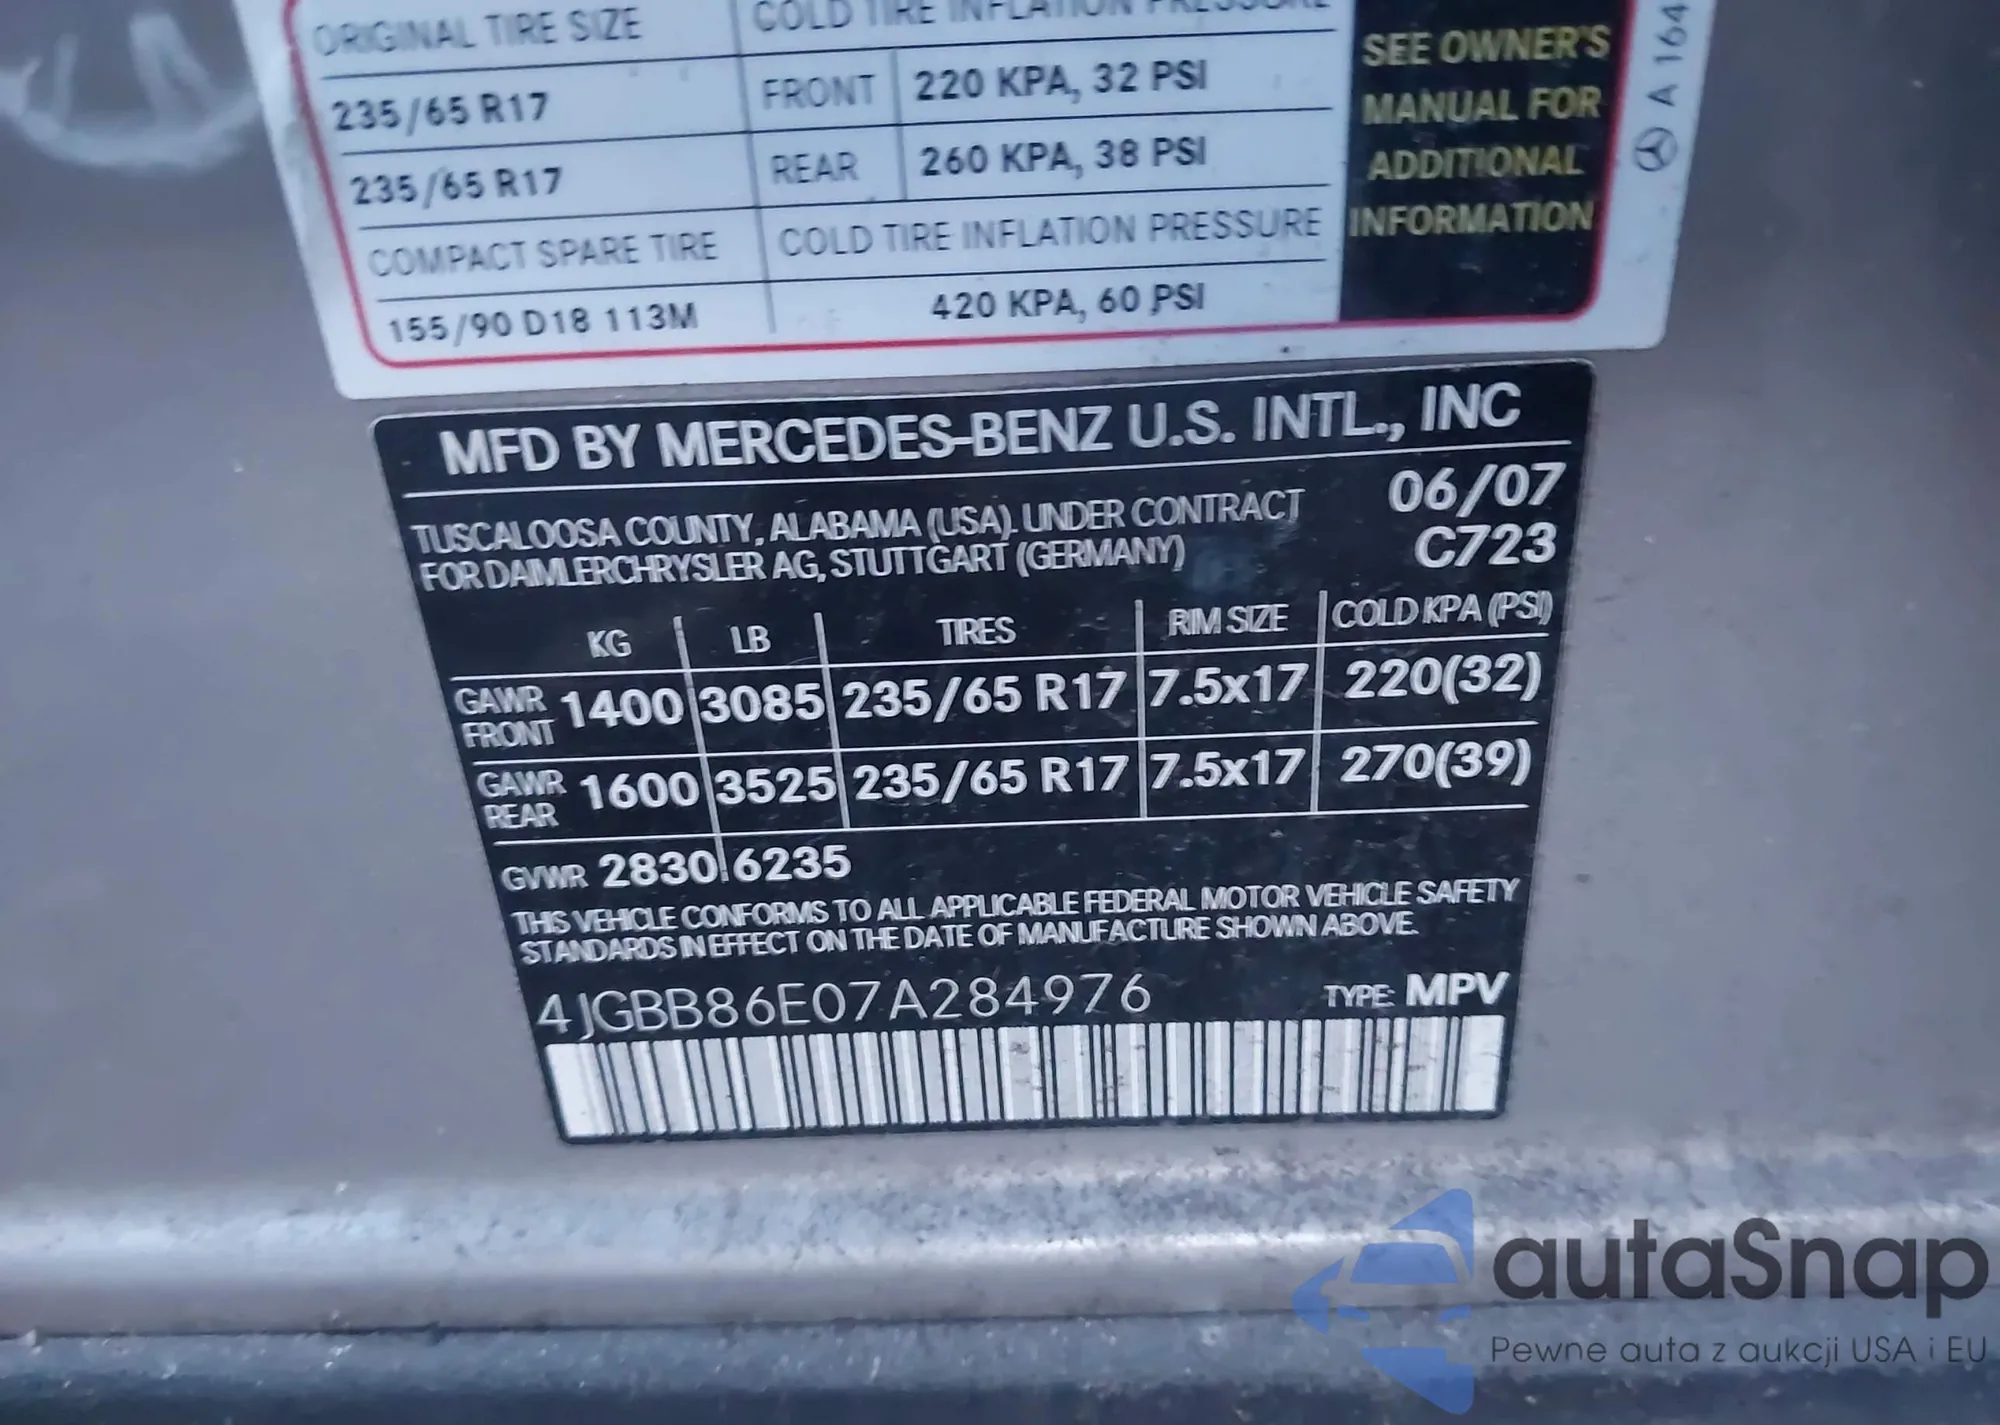 ORIGINAL TIRE SIZE COLD TIRE INFLATION PRESSURE
235/65 R17 FRONT 220 KPA, 32 PSI
235/65 R17 REAR 260 KPA, 38 PSI
COMPACT SPARE TIRE COLD TIRE INFLATION PRESSURE
155/90 D18 113M 420 KPA, 60 PSI
SEE OWNER'S
MANUAL FOR
ADDITIONAL
INFORMATION
A 164
MFD BY MERCEDES-BENZ U.S. INTL., INC
TUSCALOOSA COUNTY, ALABAMA (USA). UNDER CONTRACT
FOR DAIMLERCHRYSLER AG, STUTTGART (GERMANY)
06/07
C723
KG LB TIRES RIM SIZE COLD KPA (PSI)
GAWR FRONT 1400 3085 235/65 R17 7.5x17 220(32)
GAWR REAR 1600 3525 235/65 R17 7.5x17 270(39)
GVWR 2830 6235
THIS VEHICLE CONFORMS TO ALL APPLICABLE FEDERAL MOTOR VEHICLE SAFETY
STANDARDS IN EFFECT ON THE DATE OF MANUFACTURE SHOWN ABOVE.
4JGBB86E07A284976 TYPE: MPV
autaSnap
Pewne auta z aukcji USA i EU